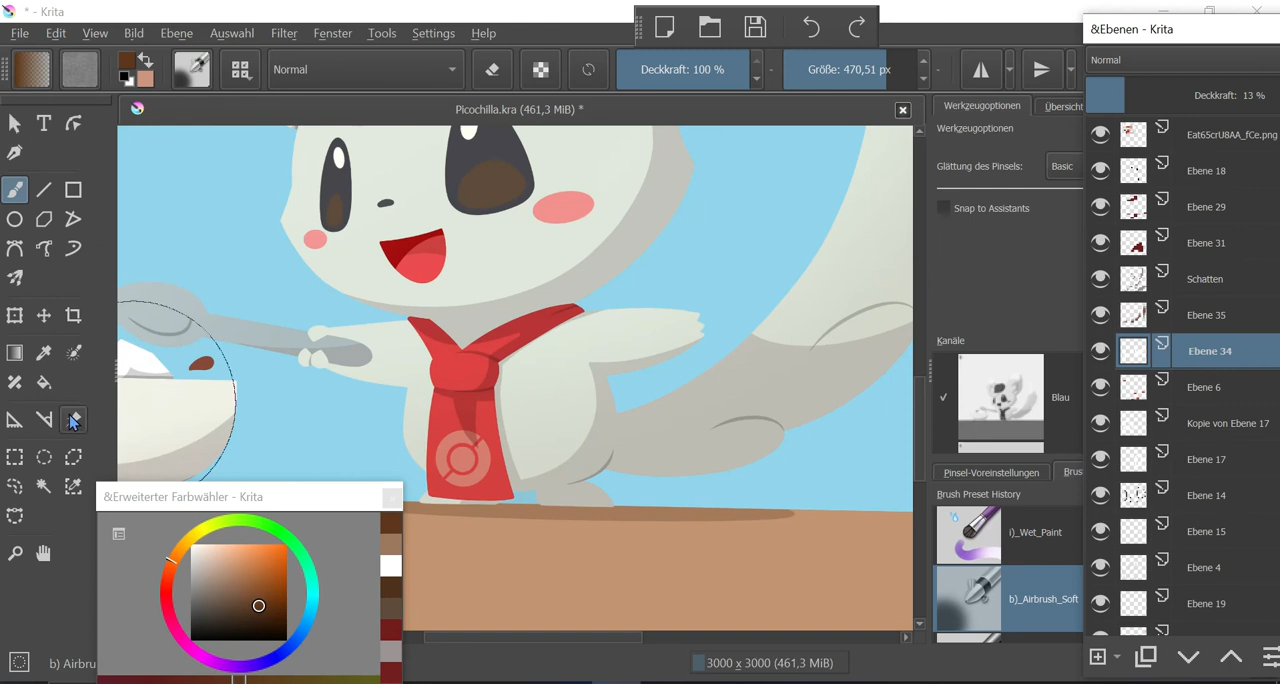 * - Krita
File Edit View Bild Ebene Auswahl Filter Fenster Tools Settings Help
&Ebenen - Krita
Normal
Deckkraft: 100 %
Größe: 470,51 px
Normal
Deckkraft: 13 %
Picochilla.kra (461,3 MiB) *
Werkzeugoptionen
Übersicht
Werkzeugoptionen
Glättung des Pinsels:
Basic
Snap to Assistants
Kanäle
Blau
Pinsel-Voreinstellungen
Brus
Brush Preset History
i)_Wet_Paint
b)_Airbrush_Soft
Eat65crU8AA_fCe.png
Ebene 18
Ebene 29
Ebene 31
Schatten
Ebene 35
Ebene 34
Ebene 6
Kopie von Ebene 17
Ebene 17
Ebene 14
Ebene 15
Ebene 4
Ebene 19
&Erweiterter Farbwähler - Krita
b) Airbru
3000 x 3000 (461,3 MiB)